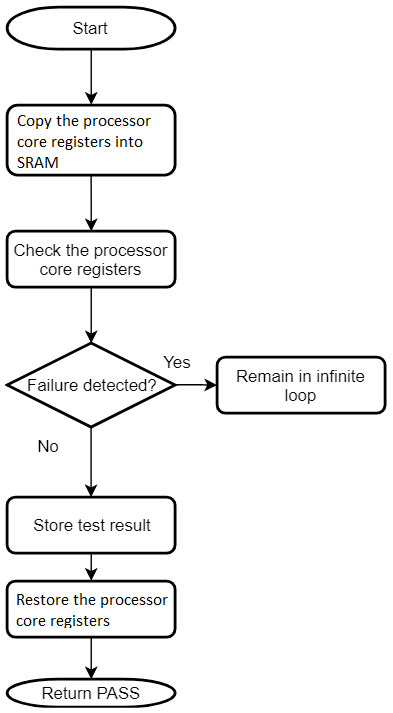 Start
Copy the processor
core registers into
SRAM
Check the processor
core registers
Failure detected?
Yes
Remain in infinite
loop
No
Store test result
Restore the processor
core registers
Return PASS